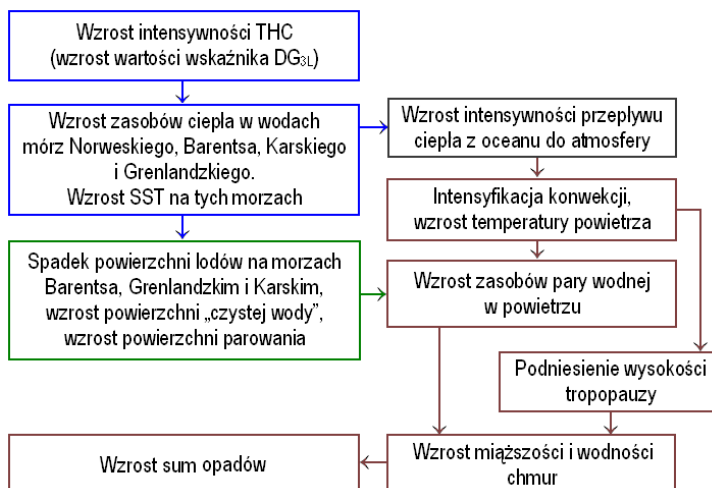 Wzrost intensywności THC
(wzrost wartości wskaźnika DG3L)
Wzrost zasobów ciepła w wodach
mórz Norweskiego, Barentsa, Karskiego
i Grenlandzkiego.
Wzrost SST na tych morzach
Wzrost intensywności przepływu
ciepła z oceanu do atmosfery
Intensyfikacja konwekcji,
wzrost temperatury powietrza
Spadek powierzchni lodów na morzach
Barentsa, Grenlandzkim i Karskim,
wzrost powierzchni „czystej wody”,
wzrost powierzchni parowania
Wzrost zasobów pary wodnej
w powietrzu
Podniesienie wysokości
tropopauzy
Wzrost miąższości i wodności
chmur
Wzrost sum opadów